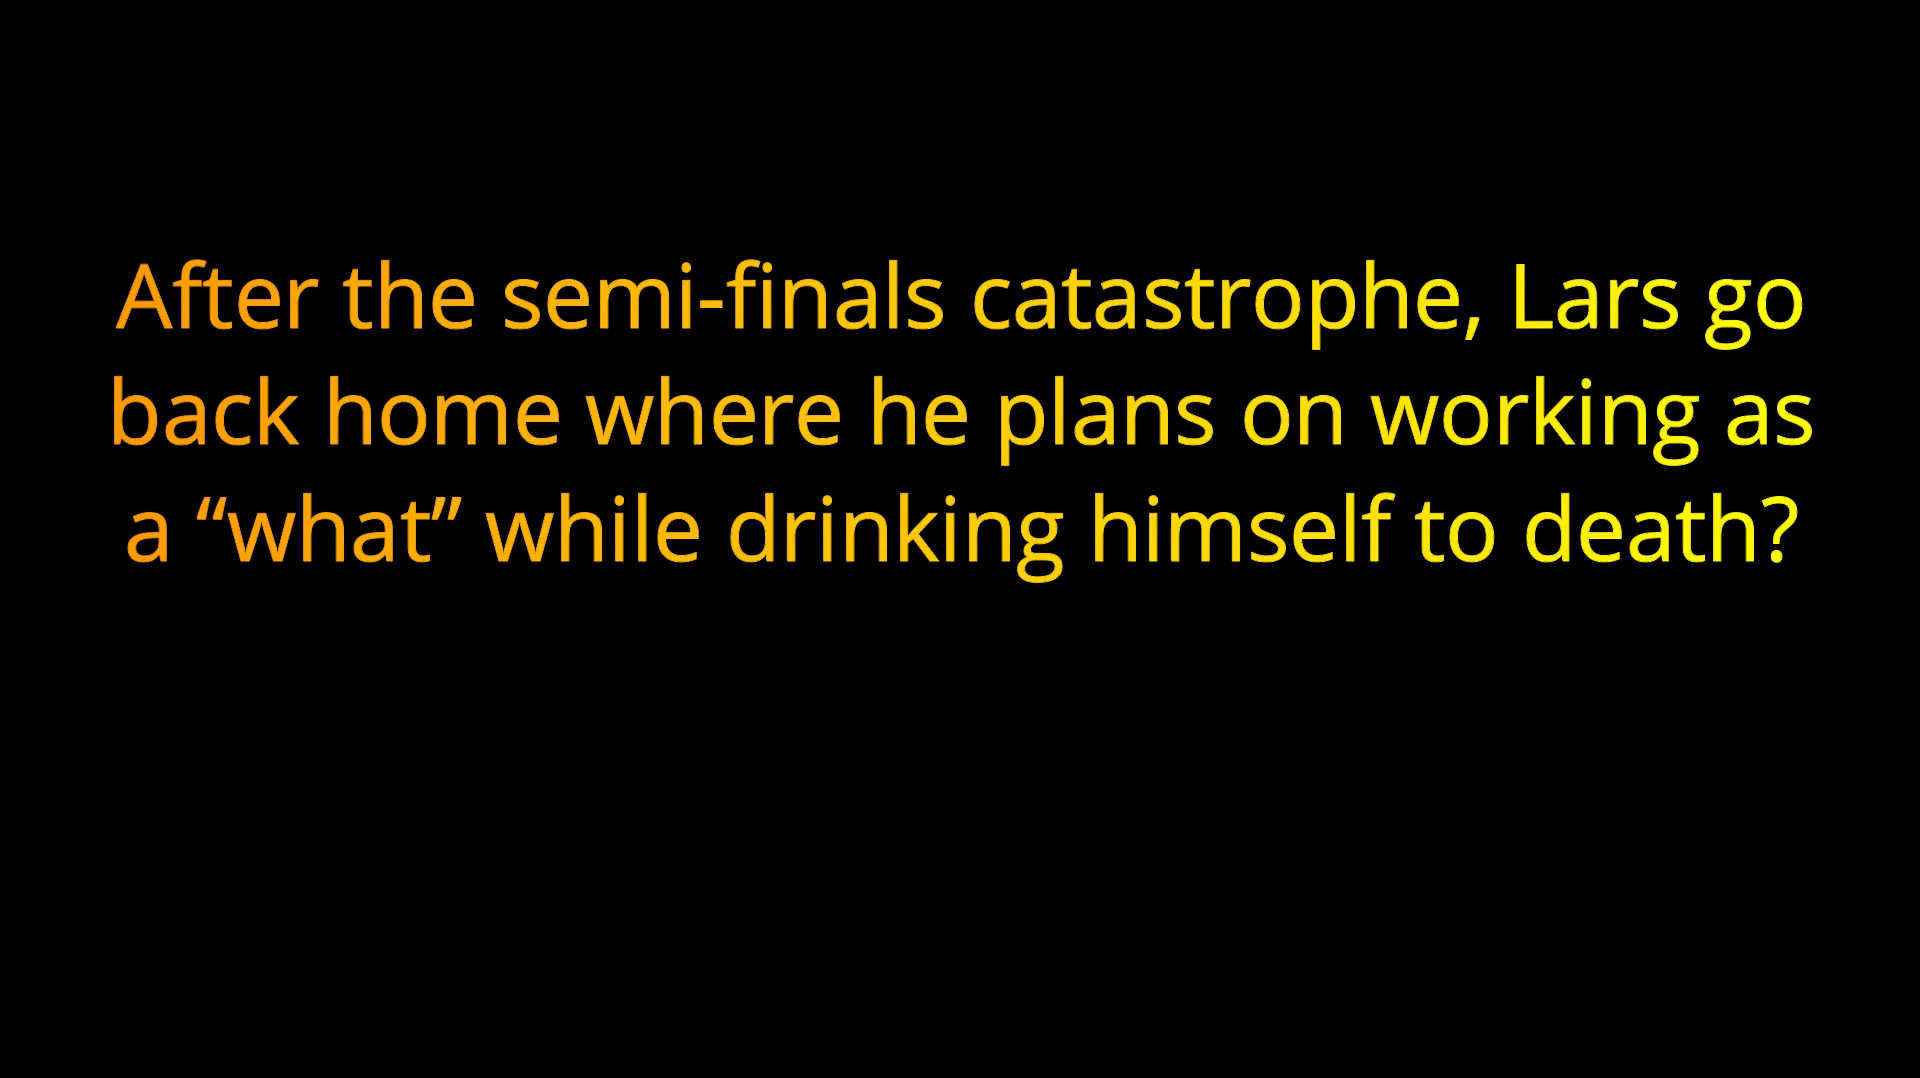 After the semi-finals catastrophe, Lars go
back home where he plans on working as
a “what” while drinking himself to death?